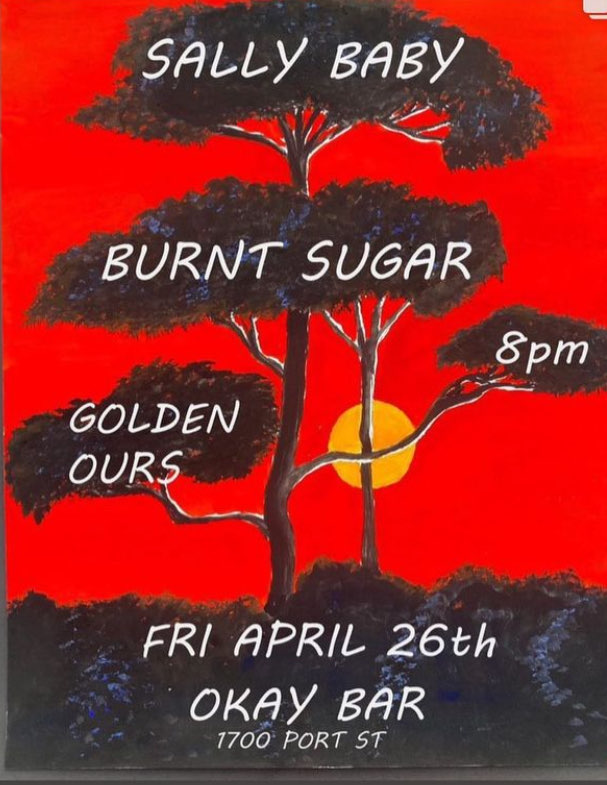 SALLY BABY
BURNT SUGAR
8pm
GOLDEN
OURS
FRI APRIL 26th
OKAY BAR
1700 PORT ST